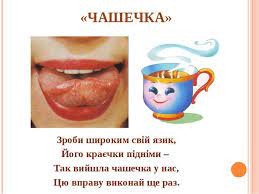 «ЧАШЕЧКА»
Зроби широким свій язик,
Його краєчки підніми –
Так вийшла чашечка у нас,
Цю вправу виконай ще раз.